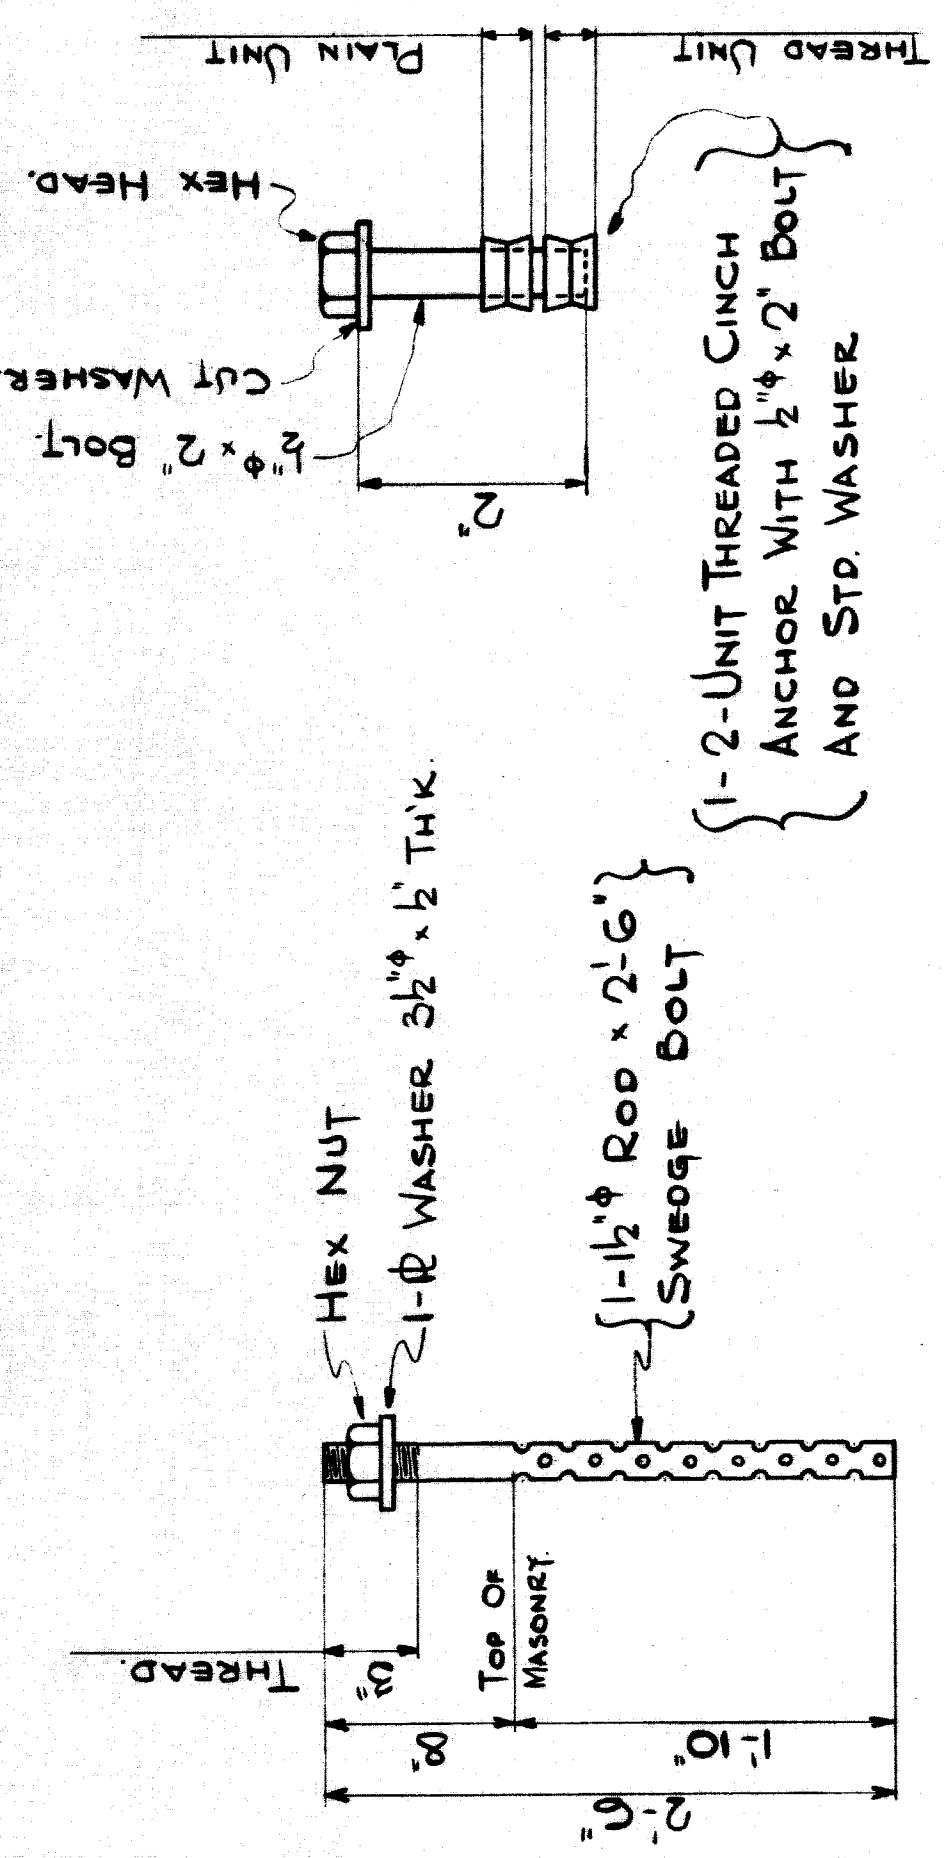 HEX NUT
1-PL WASHER 3½"ϕ × ½" TH'K.
{1-1½"ϕ ROD × 2'-6"}
SWEDGE BOLT
THREAD.
3"
8"
TOP OF
MASONRY.
1'-10"
2'-6"
PLAIN UNIT
THREAD UNIT
HEX HEAD.
CUT WASHER.
½"ϕ × 2" BOLT.
2"
{1-2-UNIT THREADED CINCH
ANCHOR WITH ½"ϕ × 2" BOLT
AND STD. WASHER}